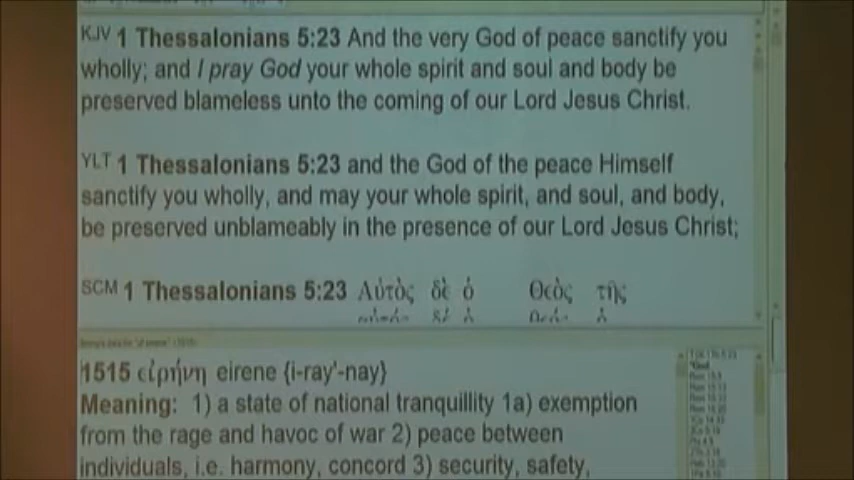 KJV 1 Thessalonians 5:23 And the very God of peace sanctify you
wholly; and I pray God your whole spirit and soul and body be
preserved blameless unto the coming of our Lord Jesus Christ.
YLT 1 Thessalonians 5:23 and the God of the peace Himself
sanctify you wholly, and may your whole spirit, and soul, and body,
be preserved unblameably in the presence of our Lord Jesus Christ;
SCM 1 Thessalonians 5:23 Αὐτὸς δὲ ὁ Θεὸς τῆς
1515 εἰρήνη eirene {i-ray'-nay}
Meaning: 1) a state of national tranquillity 1a) exemption
from the rage and havoc of war 2) peace between
individuals, i.e. harmony, concord 3) security, safety,